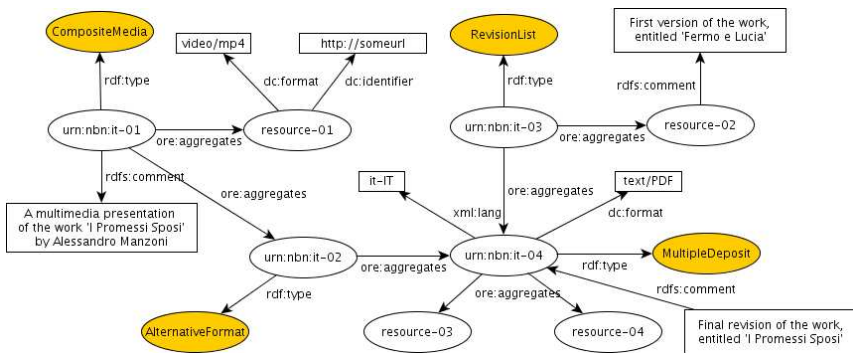 CompositeMedia
video/mp4
http://someurl
RevisionList
First version of the work,
entitled 'Fermo e Lucia'
rdf:type
dc:format
dc:identifier
rdf:type
rdfs:comment
urn:nbn:it-01
ore:aggregates
resource-01
urn:nbn:it-03
ore:aggregates
resource-02
rdfs:comment
ore:aggregates
it-IT
ore:aggregates
text/PDF
A multimedia presentation
of the work 'I Promessi Sposi'
by Alessandro Manzoni
xml:lang
dc:format
urn:nbn:it-02
ore:aggregates
urn:nbn:it-04
rdf:type
MultipleDeposit
rdf:type
ore:aggregates
rdfs:comment
AlternativeFormat
resource-03
resource-04
Final revision of the work,
entitled 'I Promessi Sposi'